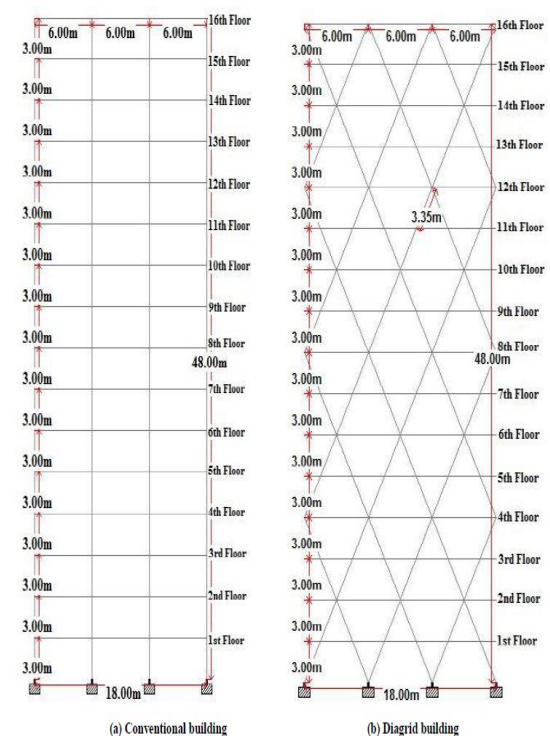 16th Floor
6.00m 6.00m 6.00m
3.00m
15th Floor
3.00m
14th Floor
3.00m
13th Floor
3.00m
12th Floor
3.00m
11th Floor
3.00m
10th Floor
3.00m
9th Floor
3.00m
8th Floor
48.00m
3.00m
7th Floor
3.00m
6th Floor
3.00m
5th Floor
3.00m
4th Floor
3.00m
3rd Floor
3.00m
2nd Floor
3.00m
1st Floor
3.00m
18.00m
(a) Conventional building
16th Floor
6.00m 6.00m 6.00m
3.00m
15th Floor
3.00m
14th Floor
3.00m
13th Floor
3.00m
12th Floor
3.35m
3.00m
11th Floor
3.00m
10th Floor
3.00m
9th Floor
3.00m
8th Floor
48.00m
3.00m
7th Floor
3.00m
6th Floor
3.00m
5th Floor
3.00m
4th Floor
3.00m
3rd Floor
3.00m
2nd Floor
3.00m
1st Floor
3.00m
18.00m
(b) Diagrid building